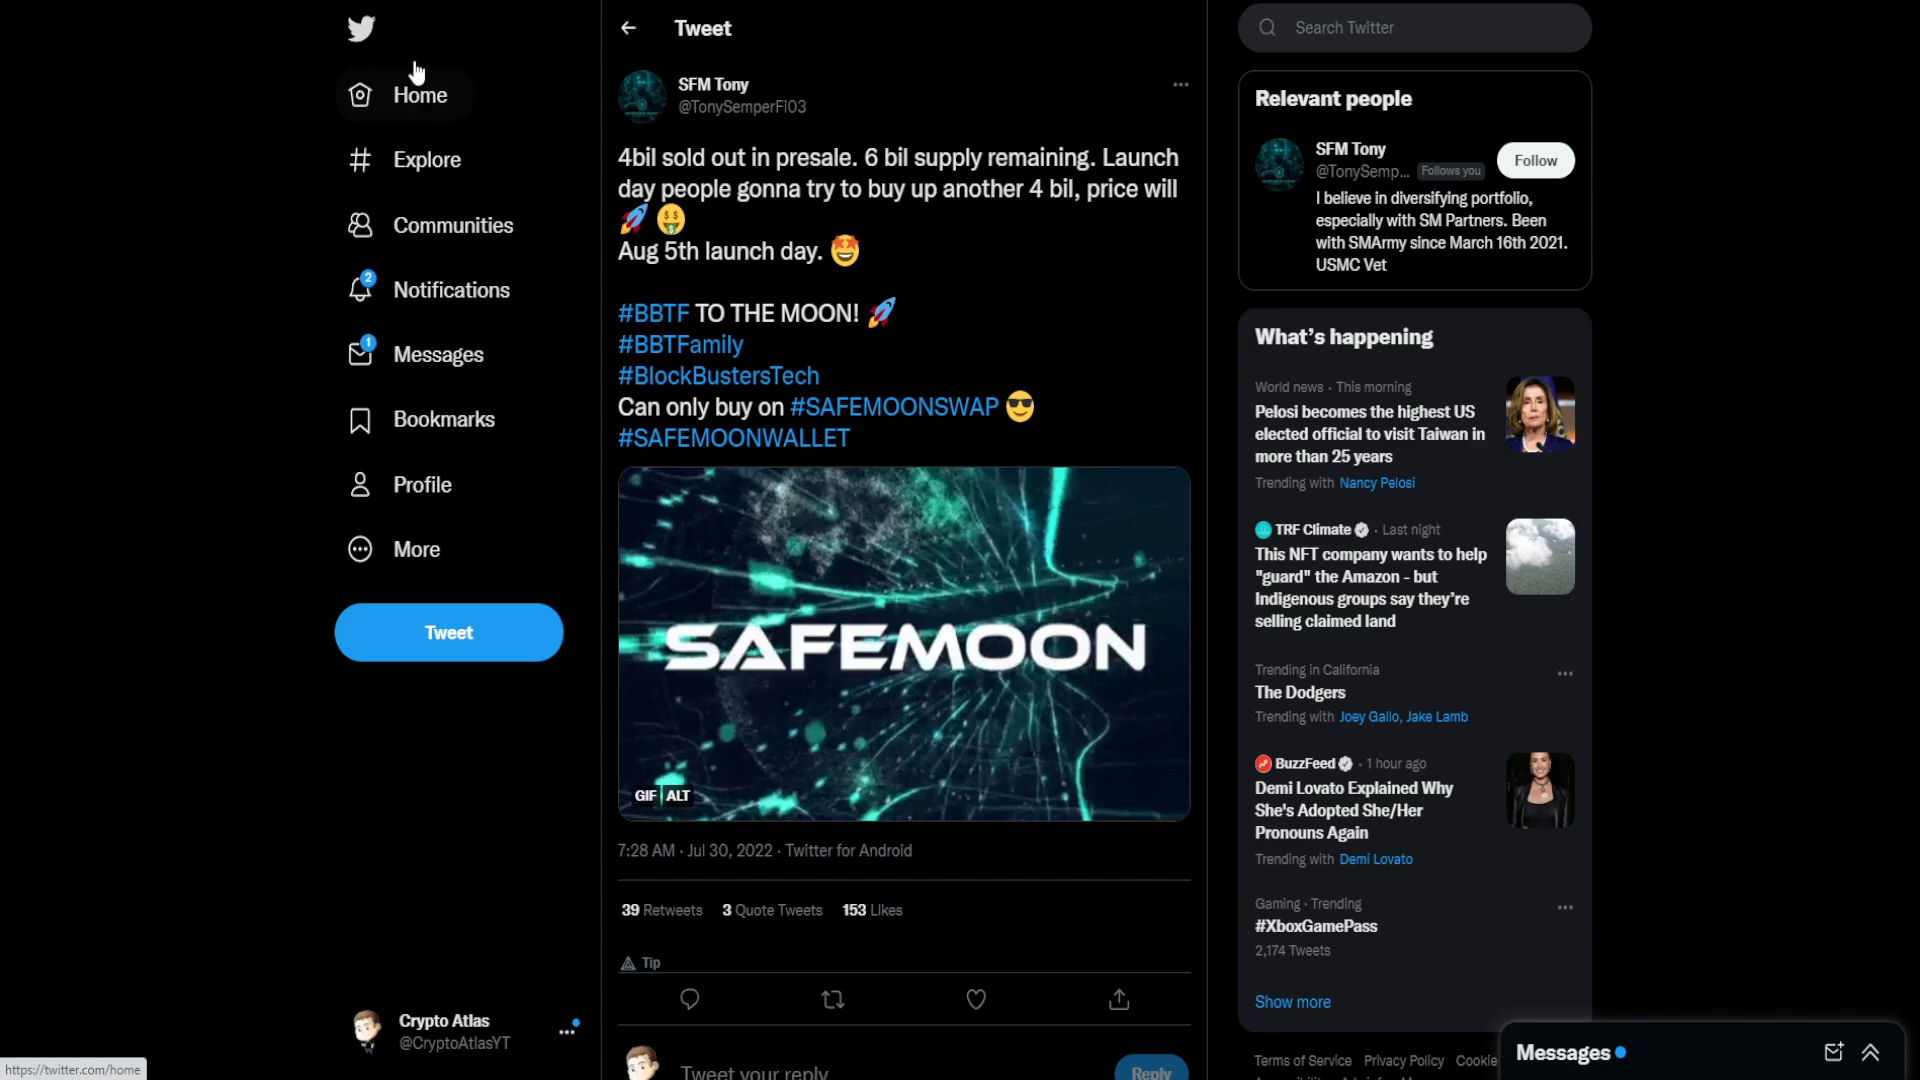 Home
Explore
Communities
2
Notifications
1
Messages
Bookmarks
Profile
More
Tweet
Crypto Atlas
@CryptoAtlasYT
https://twitter.com/home
Tweet
SFM Tony
@TonySemperFI03
4bil sold out in presale. 6 bil supply remaining. Launch
day people gonna try to buy up another 4 bil, price will
🚀 🤑
Aug 5th launch day. 🤩
#BBTF TO THE MOON! 🚀
#BBTFamily
#BlockBustersTech
Can only buy on #SAFEMOONSWAP 😎
#SAFEMOONWALLET
SAFEMOON
GIF ALT
7:28 AM · Jul 30, 2022 · Twitter for Android
39 Retweets 3 Quote Tweets 153 Likes
Tip
Tweet your reply
Reply
Search Twitter
Relevant people
SFM Tony
@TonySemp... Follows you
Follow
I believe in diversifying portfolio,
especially with SM Partners. Been
with SMArmy since March 16th 2021.
USMC Vet
What's happening
World news · This morning
Pelosi becomes the highest US
elected official to visit Taiwan in
more than 25 years
Trending with Nancy Pelosi
TRF Climate · Last night
This NFT company wants to help
"guard" the Amazon - but
Indigenous groups say they're
selling claimed land
Trending in California
The Dodgers
Trending with Joey Gallo, Jake Lamb
BuzzFeed · 1 hour ago
Demi Lovato Explained Why
She's Adopted She/Her
Pronouns Again
Trending with Demi Lovato
Gaming · Trending
#XboxGamePass
2,174 Tweets
Show more
Terms of Service Privacy Policy Cookie
Messages